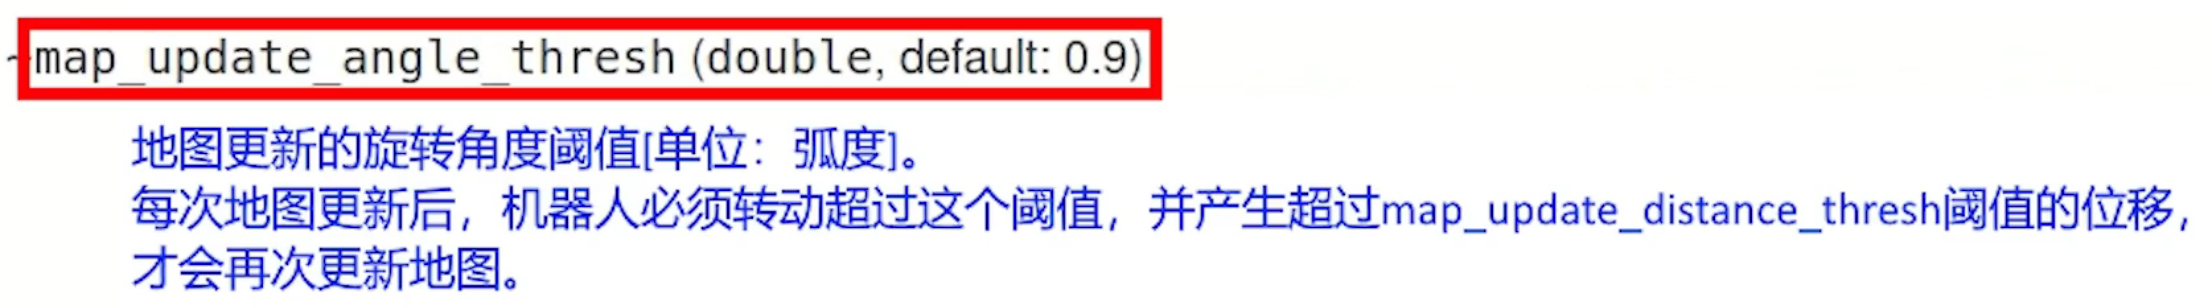 ~map_update_angle_thresh (double, default: 0.9)
地图更新的旋转角度阈值[单位：弧度]。
每次地图更新后，机器人必须转动超过这个阈值，并产生超过map_update_distance_thresh阈值的位移，
才会再次更新地图。